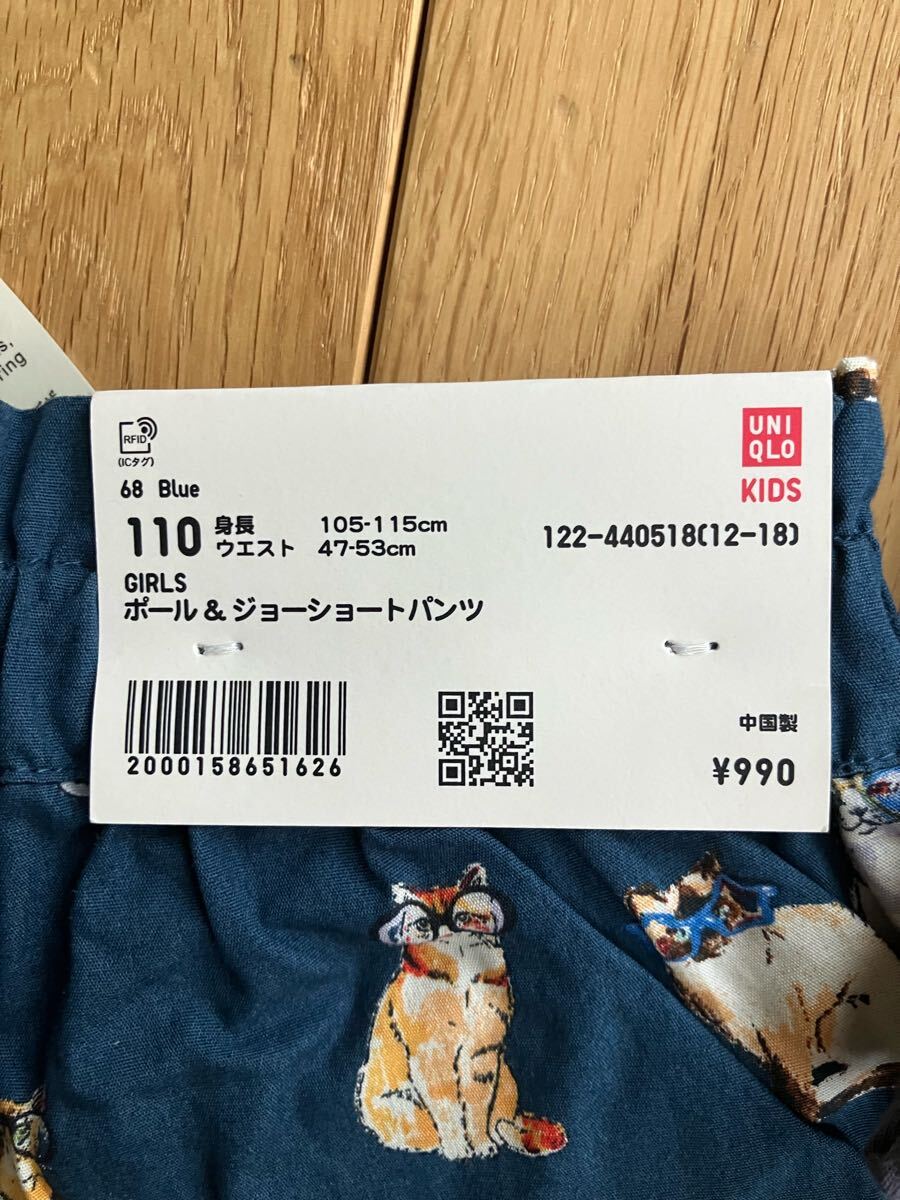 s,
ring
RFID
(ICタグ)
UNI
QLO
KIDS
68 Blue
110 身長 105-115cm
ウエスト 47-53cm
122-440518(12-18)
GIRLS
ポール & ジョーショートパンツ
2000158651626
中国製
¥990